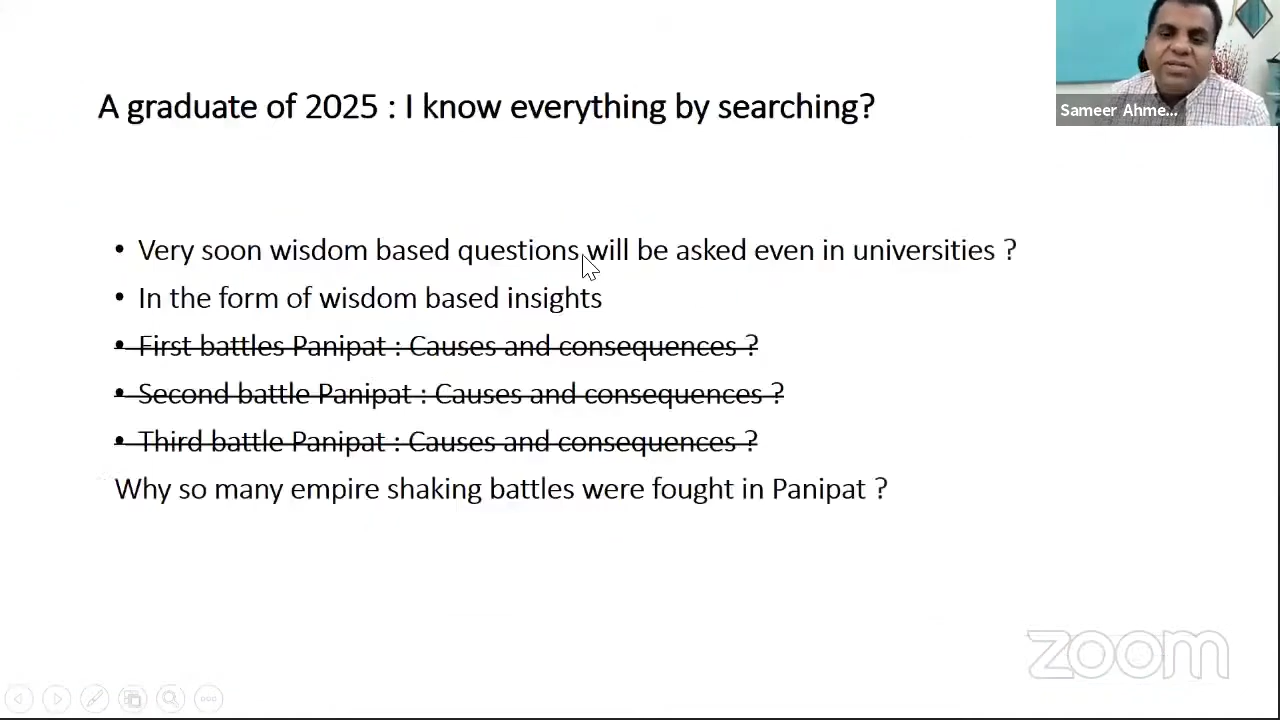 A graduate of 2025 : I know everything by searching?
Sameer Ahme...
• Very soon wisdom based questions will be asked even in universities ?
• In the form of wisdom based insights
• First battles Panipat : Causes and consequences ?
• Second battle Panipat : Causes and consequences ?
• Third battle Panipat : Causes and consequences ?
Why so many empire shaking battles were fought in Panipat ?
zoom